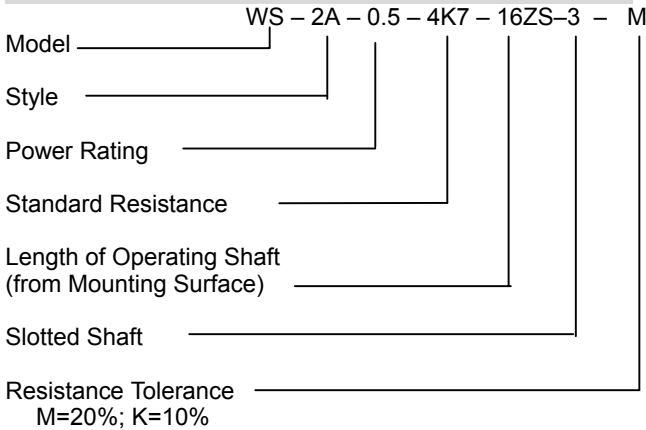 WS – 2A – 0.5 – 4K7 – 16ZS–3 – M
Model
Style
Power Rating
Standard Resistance
Length of Operating Shaft
(from Mounting Surface)
Slotted Shaft
Resistance Tolerance
M=20%; K=10%